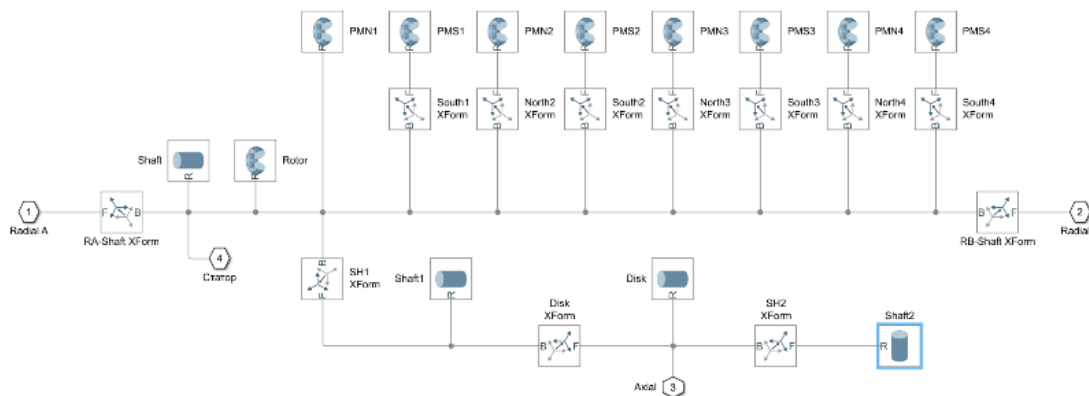 PMN1
PMS1
PMN2
PMS2
PMN3
PMS3
PMN4
PMS4
R
R
R
R
R
R
R
R
F
F
F
F
F
F
F
South1
XForm
North2
XForm
South2
XForm
North3
XForm
South3
XForm
North4
XForm
South4
XForm
B
B
B
B
B
B
B
Shaft
R
Rotor
R
1
Radial A
F
B
RA-Shaft XForm
B
F
RB-Shaft XForm
2
Radial
4
Статор
B
F
SH1
XForm
Shaft1
R
Disk
XForm
B
F
Disk
R
SH2
XForm
B
F
Shaft2
R
Axial
3